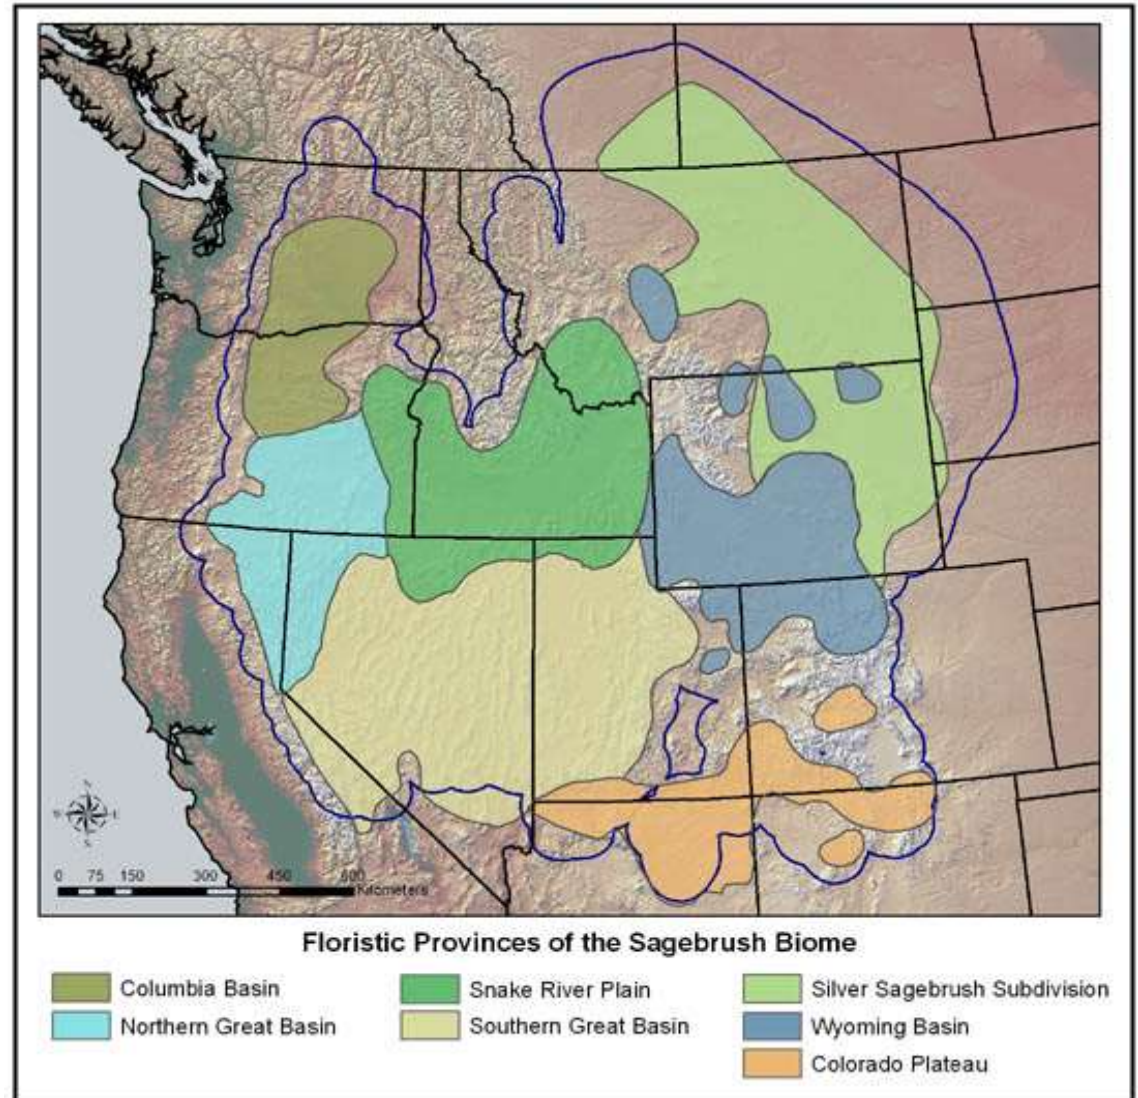 N
W
E
S
0 75 150 300 450 600
Kilometers
Floristic Provinces of the Sagebrush Biome
Columbia Basin
Northern Great Basin
Snake River Plain
Southern Great Basin
Silver Sagebrush Subdivision
Wyoming Basin
Colorado Plateau